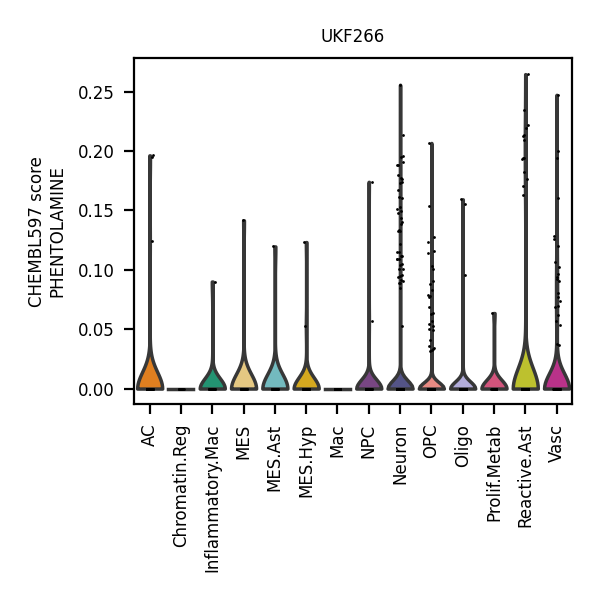 UKF266
CHEMBL597 score
PHENTOLAMINE
0.25
0.20
0.15
0.10
0.05
0.00
AC
Chromatin.Reg
Inflammatory.Mac
MES
MES.Ast
MES.Hyp
Mac
NPC
Neuron
OPC
Oligo
Prolif.Metab
Reactive.Ast
Vasc